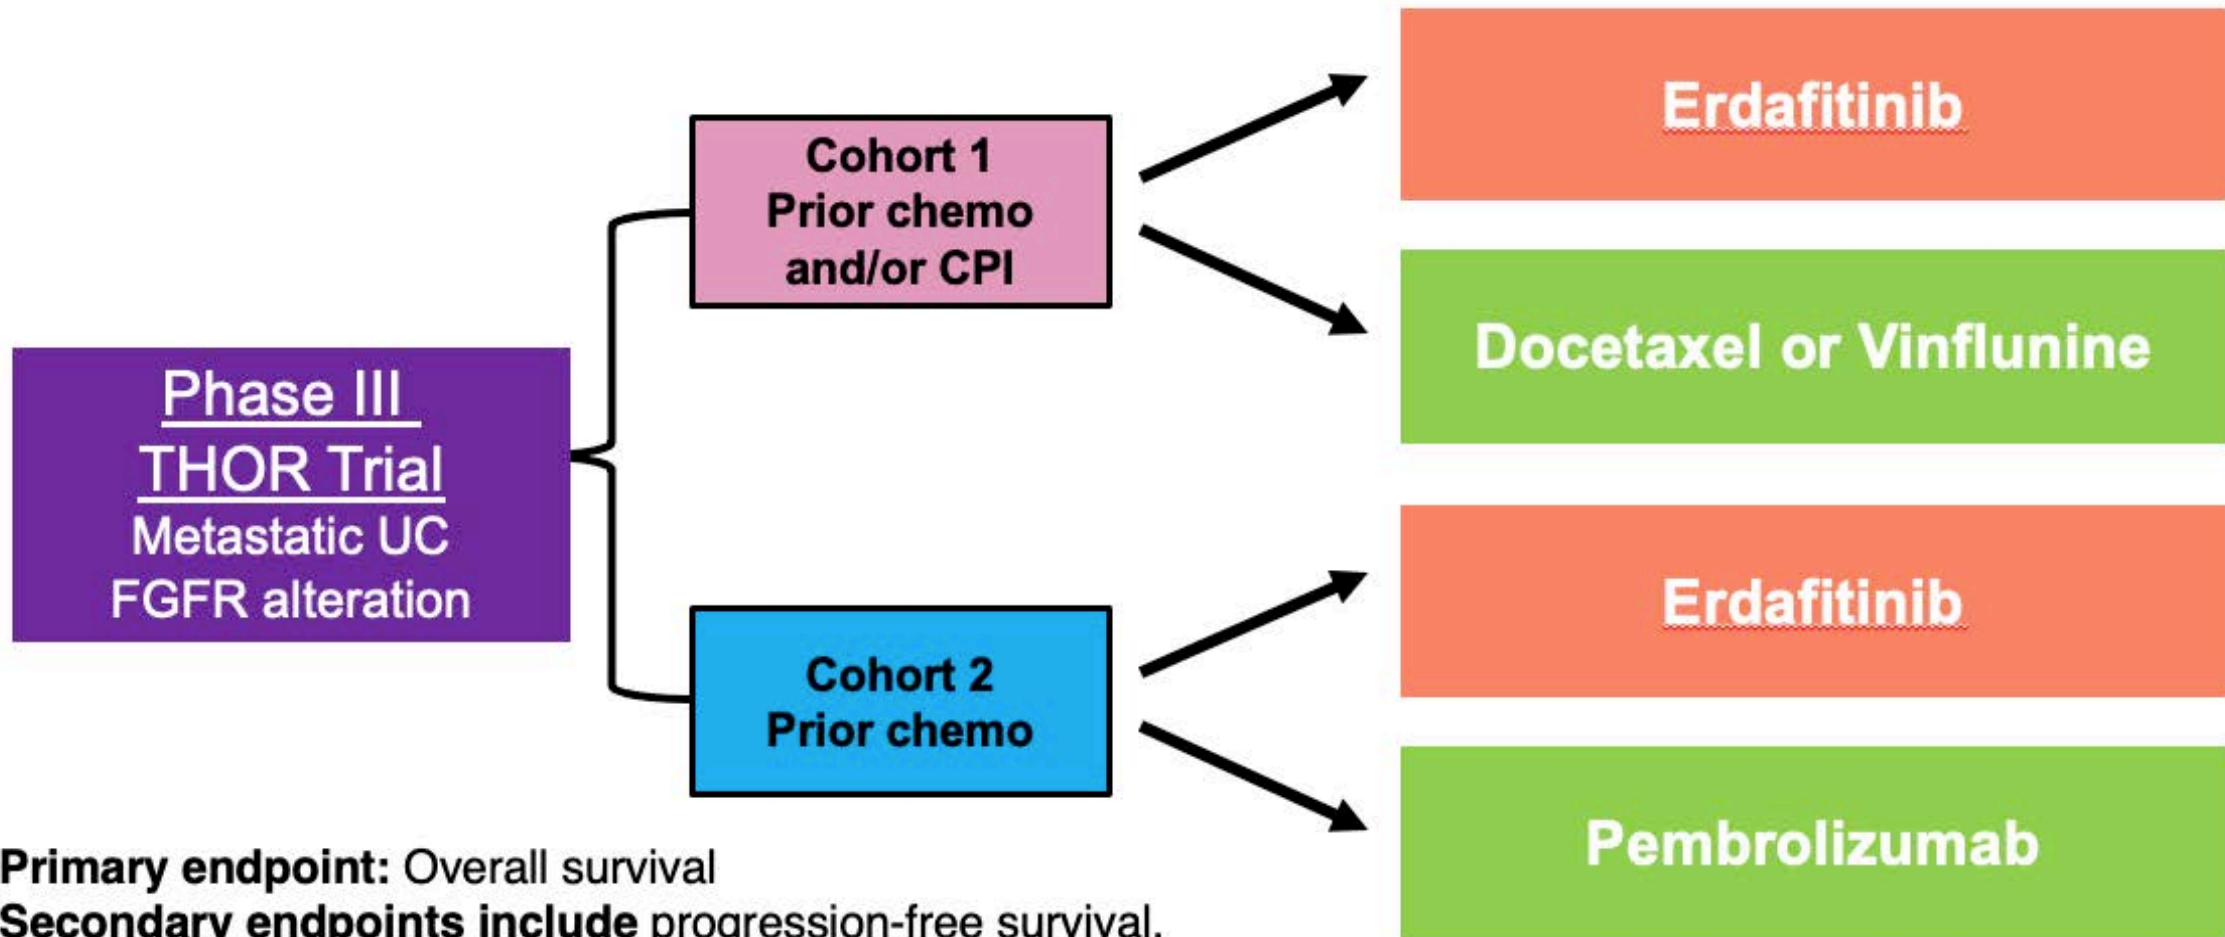 Phase III
THOR Trial
Metastatic UC
FGFR alteration
Cohort 1
Prior chemo
and/or CPI
Erdafitinib
Docetaxel or Vinflunine
Cohort 2
Prior chemo
Erdafitinib
Pembrolizumab
Primary endpoint: Overall survival
Secondary endpoints include progression-free survival,